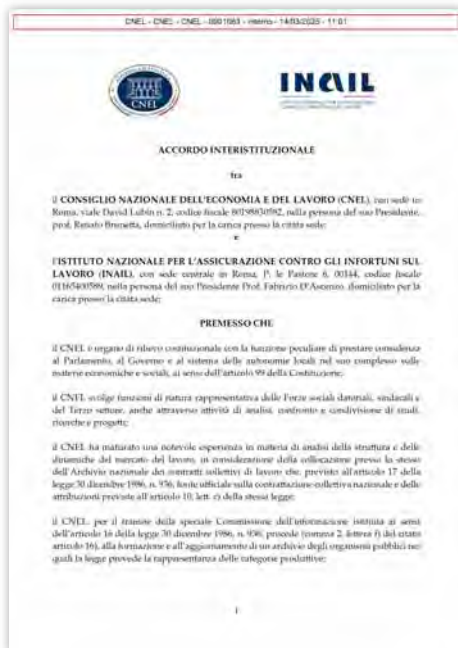 CNEL - CNEL - CNEL - 0001083 - Interno - 14/03/2025 - 11:01
CNEL
INAIL
ACCORDO INTERISTITUZIONALE
fra
il CONSIGLIO NAZIONALE DELL'ECONOMIA E DEL LAVORO (CNEL), con sede in
Roma, viale David Lubin n. 2, codice fiscale 80198830582, nella persona del suo Presidente,
prof. Renato Brunetta, domiciliato per la carica presso la citata sede;
e
l'ISTITUTO NAZIONALE PER L'ASSICURAZIONE CONTRO GLI INFORTUNI SUL
LAVORO (INAIL), con sede centrale in Roma, P. le Pastore 6, 00144, codice fiscale
01165400589, nella persona del suo Presidente Prof. Fabrizio D'Ascenzo, domiciliato per la
carica presso la citata sede;
PREMESSO CHE
il CNEL è organo di rilievo costituzionale con la funzione peculiare di prestare consulenza
al Parlamento, al Governo e al sistema delle autonomie locali nel suo complesso sulle
materie economiche e sociali, ai sensi dell'articolo 99 della Costituzione;
il CNEL svolge funzioni di natura rappresentativa delle Forze sociali datoriali, sindacali e
del Terzo settore, anche attraverso attività di analisi, confronto e condivisione di studi,
ricerche e progetti;
il CNEL ha maturato una notevole esperienza in materia di analisi della struttura e delle
dinamiche del mercato del lavoro, in considerazione della collocazione presso lo stesso
dell'Archivio nazionale dei contratti collettivi di lavoro che, previsto all'articolo 17 della
legge 30 dicembre 1986, n. 936, fonte ufficiale sulla contrattazione collettiva nazionale e delle
attribuzioni previste all'articolo 10, lett. c) della stessa legge;
il CNEL, per il tramite della speciale Commissione dell'informazione istituita ai sensi
dell'articolo 16 della legge 30 dicembre 1986, n. 936, procede (comma 2, lettera f) del citato
articolo 16), alla formazione e all'aggiornamento di un archivio degli organismi pubblici nei
quali la legge prevede la rappresentanza delle categorie produttive;
1